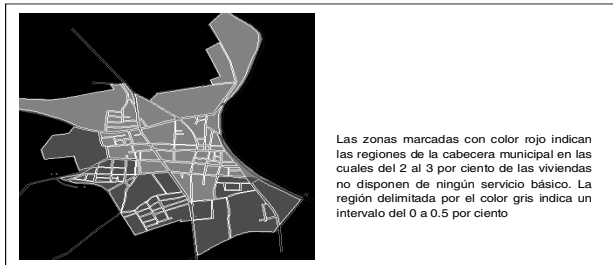 Las zonas marcadas con color rojo indican
las regiones de la cabecera municipal en las
cuales del 2 al 3 por ciento de las viviendas
no disponen de ningún servicio básico. La
región delimitada por el color gris indica un
intervalo del 0 a 0.5 por ciento